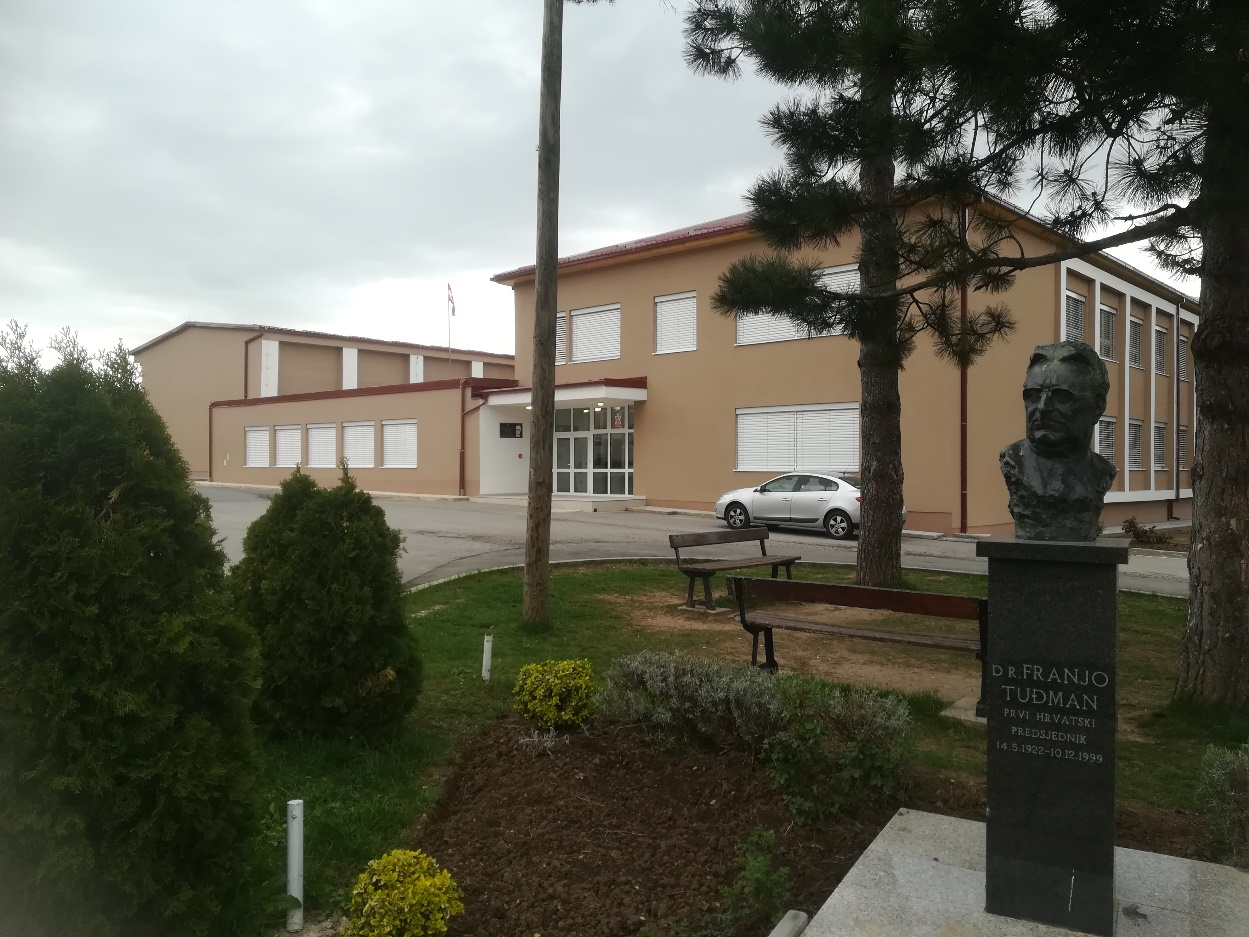 DR.FRANJO
TUĐMAN
PRVI HRVATSKI
PREDSJEDNIK
14.5.1922-10.12.1999